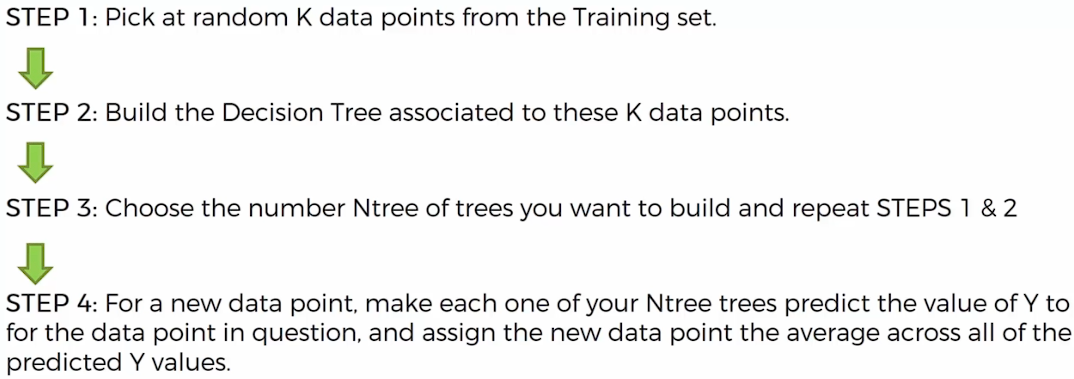 STEP 1: Pick at random K data points from the Training set.
STEP 2: Build the Decision Tree associated to these K data points.
STEP 3: Choose the number Ntree of trees you want to build and repeat STEPS 1 & 2
STEP 4: For a new data point, make each one of your Ntree trees predict the value of Y to
for the data point in question, and assign the new data point the average across all of the
predicted Y values.